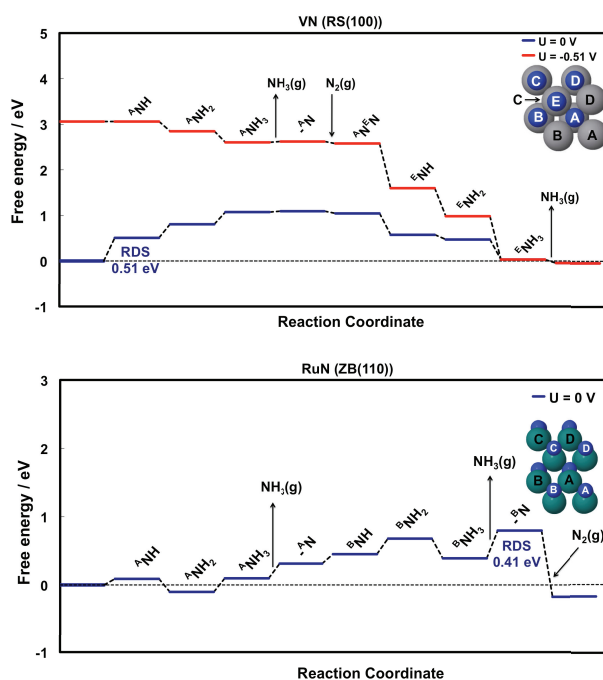 VN (RS(100))
5
4
3
2
1
0
-1
Free energy / eV
U = 0 V
U = -0.51 V
C D
C→ E D
B A
B A
ᴬNH
ᴬNH₂
ᴬNH₃
NH₃(g)
-ᴬN
N₂(g)
ᴬNᴱN
ᴱNH
ᴱNH₂
ᴱNH₃
NH₃(g)
RDS
0.51 eV
Reaction Coordinate
RuN (ZB(110))
3
2
1
0
-1
Free energy / eV
U = 0 V
C D
C D
B A
B A
ᴬNH
ᴬNH₂
ᴬNH₃
NH₃(g)
-ᴬN
ᴮNH
ᴮNH₂
ᴮNH₃
NH₃(g)
-ᴮN
RDS
0.41 eV
N₂(g)
Reaction Coordinate